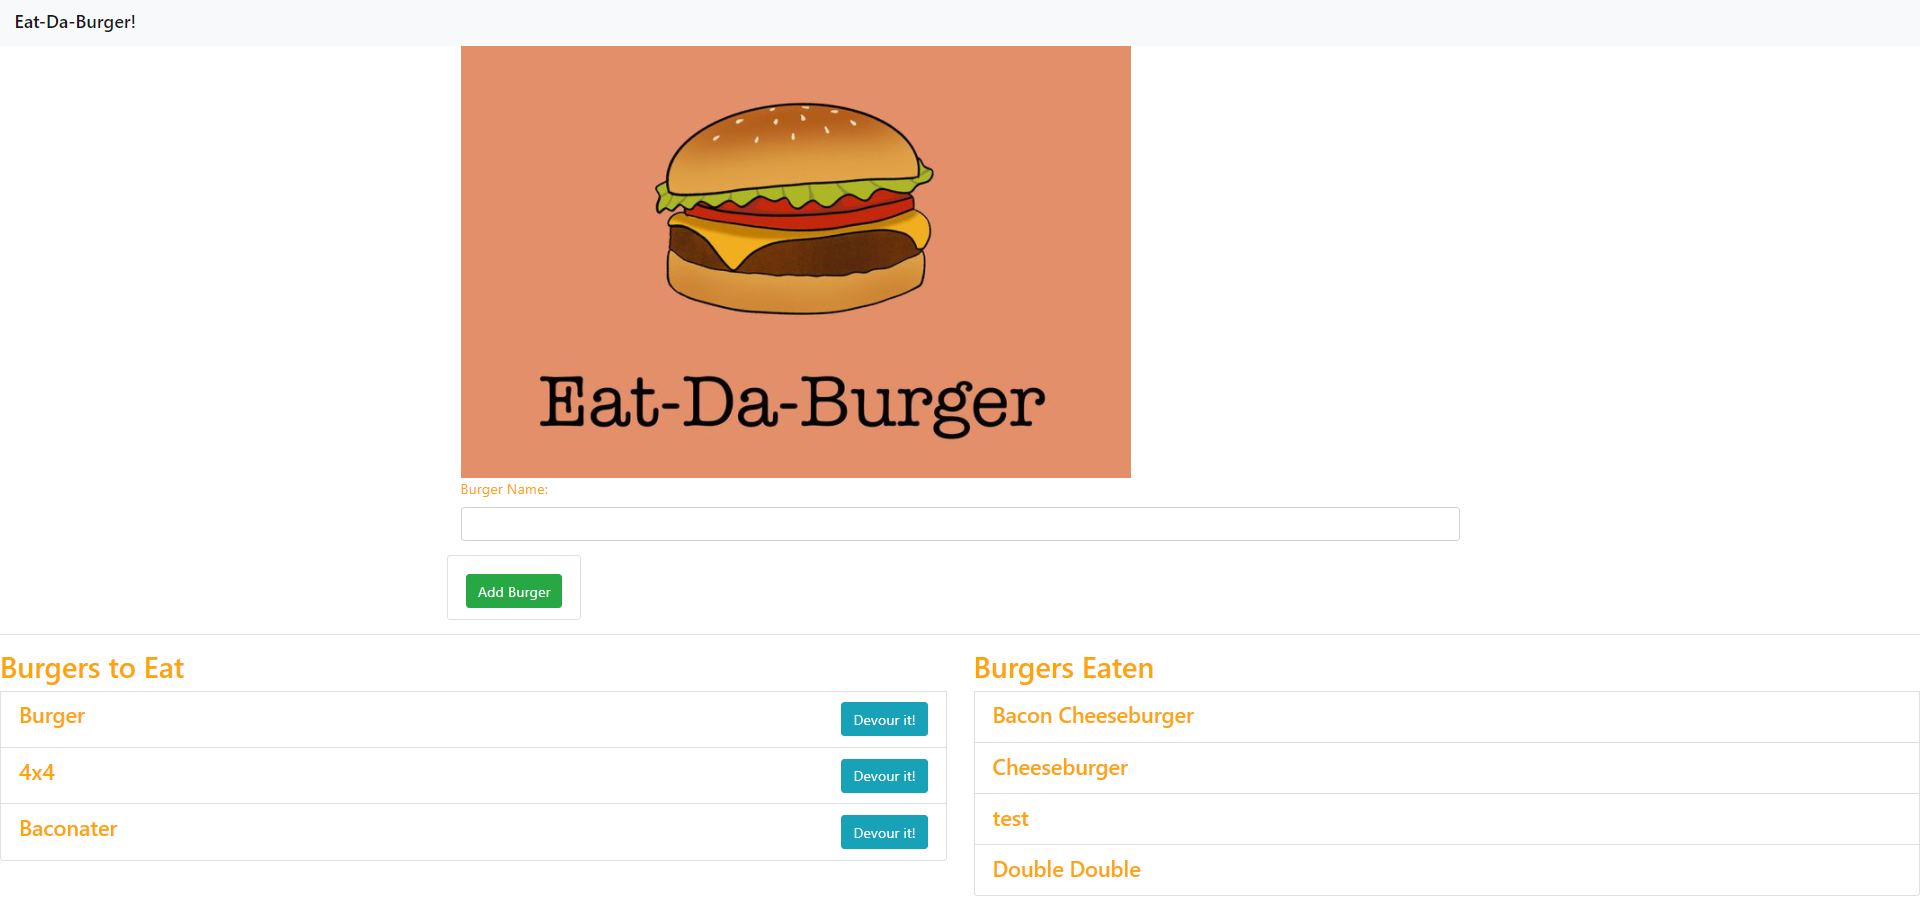 Eat-Da-Burger!
Eat-Da-Burger
Burger Name:
Add Burger
Burgers to Eat
Burger
Devour it!
4x4
Devour it!
Baconater
Devour it!
Burgers Eaten
Bacon Cheeseburger
Cheeseburger
test
Double Double